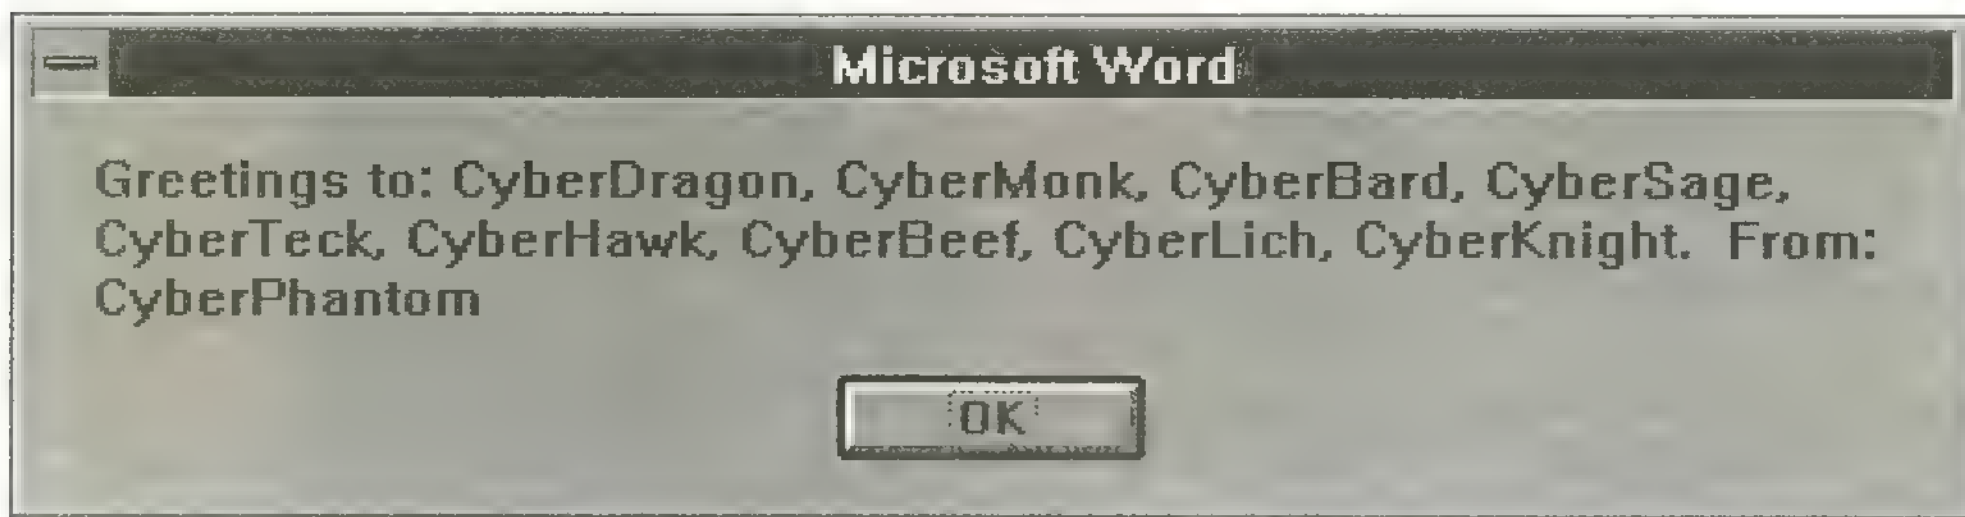 Microsoft Word
Greetings to: CyberDragon, CyberMonk, CyberBard, CyberSage,
CyberTeck, CyberHawk, CyberBeef, CyberLich, CyberKnight.  From:
CyberPhantom
OK